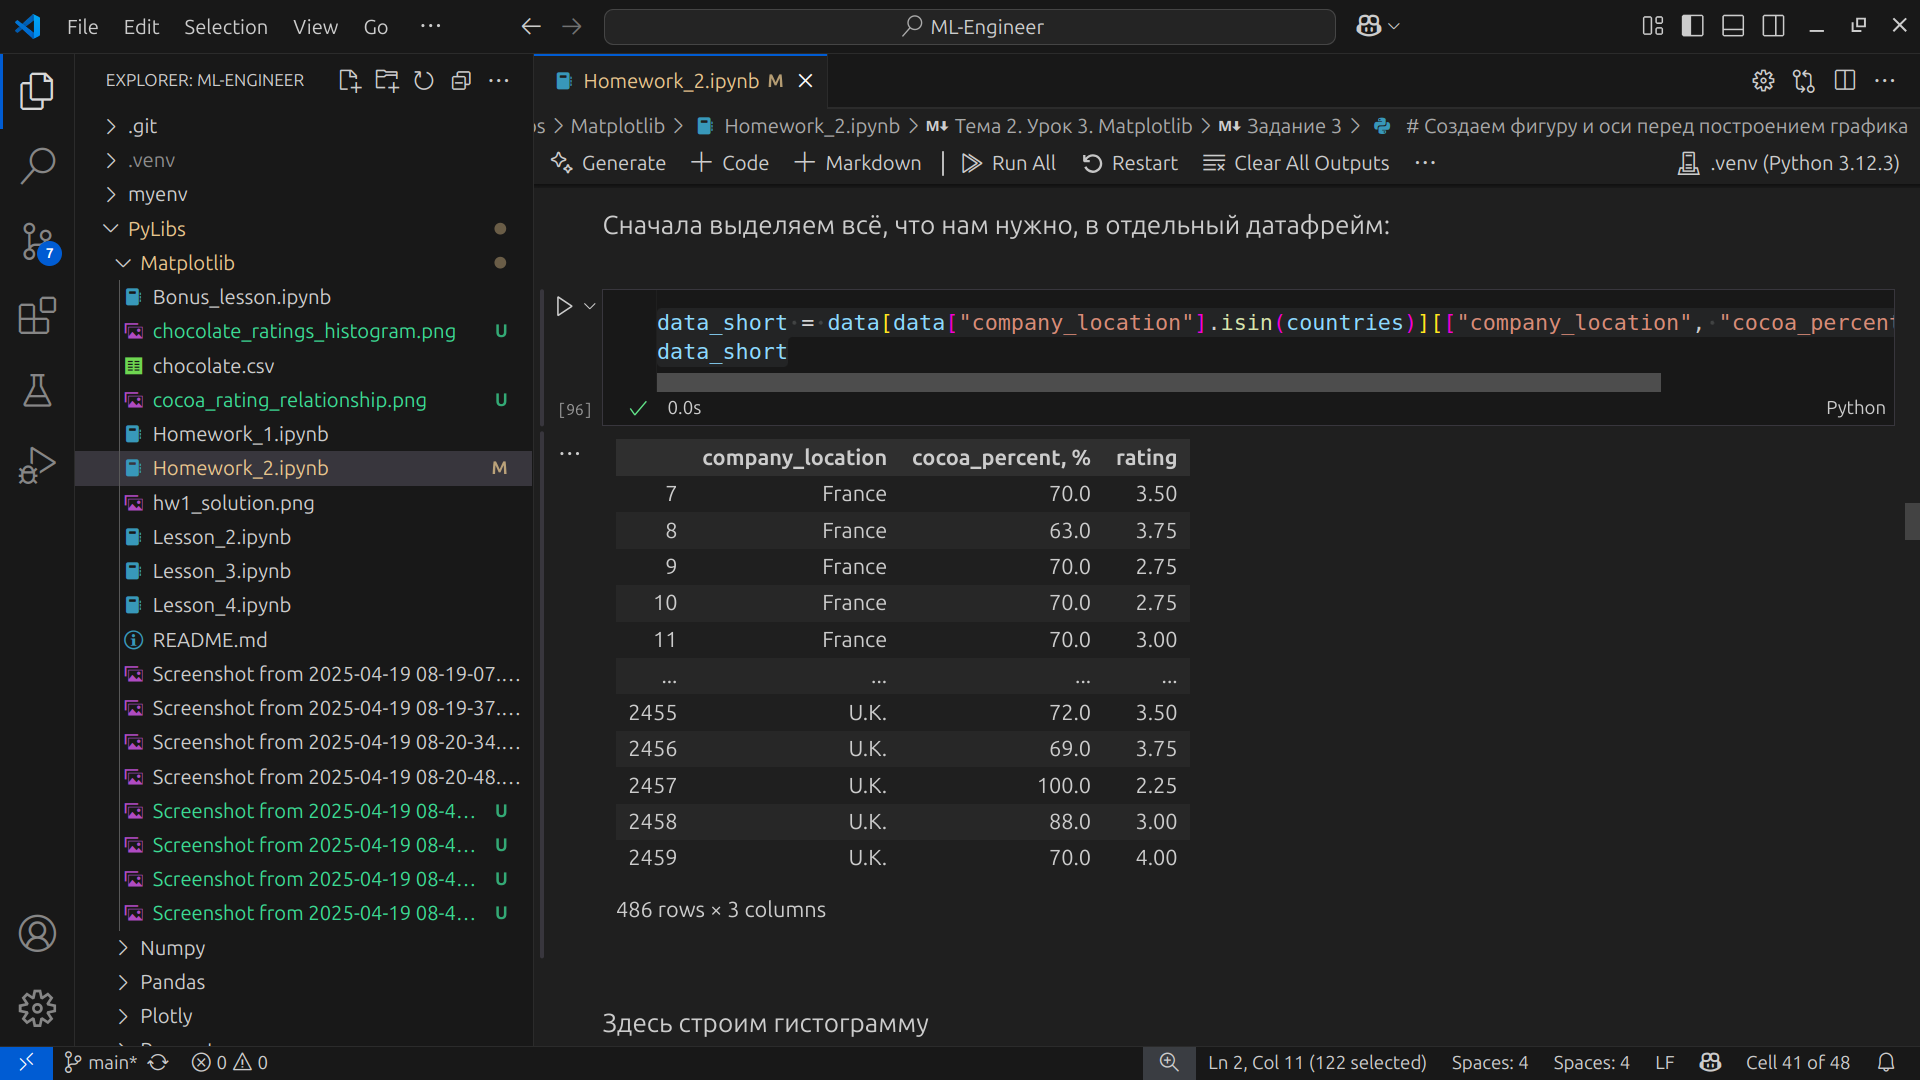 File Edit Selection View Go ···
ML-Engineer
EXPLORER: ML-ENGINEER
.git
.venv
myenv
PyLibs
Matplotlib
Bonus_lesson.ipynb
chocolate_ratings_histogram.png U
chocolate.csv
cocoa_rating_relationship.png U
Homework_1.ipynb
Homework_2.ipynb M
hw1_solution.png
Lesson_2.ipynb
Lesson_3.ipynb
Lesson_4.ipynb
README.md
Screenshot from 2025-04-19 08-19-07....
Screenshot from 2025-04-19 08-19-37....
Screenshot from 2025-04-19 08-20-34....
Screenshot from 2025-04-19 08-20-48....
Screenshot from 2025-04-19 08-4... U
Screenshot from 2025-04-19 08-4... U
Screenshot from 2025-04-19 08-4... U
Screenshot from 2025-04-19 08-4... U
Numpy
Pandas
Plotly
7
Homework_2.ipynb M
Matplotlib > Homework_2.ipynb > M↓ Тема 2. Урок 3. Matplotlib > M↓ Задание 3 > # Создаем фигуру и оси перед построением графика
Generate + Code + Markdown | Run All Restart Clear All Outputs ··· .venv (Python 3.12.3)
Сначала выделяем всё, что нам нужно, в отдельный датафрейм:
data_short = data[data["company_location"].isin(countries)][["company_location", "cocoa_percent
data_short
[96] 0.0s Python
company_location cocoa_percent, % rating
7 France 70.0 3.50
8 France 63.0 3.75
9 France 70.0 2.75
10 France 70.0 2.75
11 France 70.0 3.00
... ... ... ...
2455 U.K. 72.0 3.50
2456 U.K. 69.0 3.75
2457 U.K. 100.0 2.25
2458 U.K. 88.0 3.00
2459 U.K. 70.0 4.00
486 rows × 3 columns
Здесь строим гистограмму
main* 0 0 Ln 2, Col 11 (122 selected) Spaces: 4 Spaces: 4 LF Cell 41 of 48